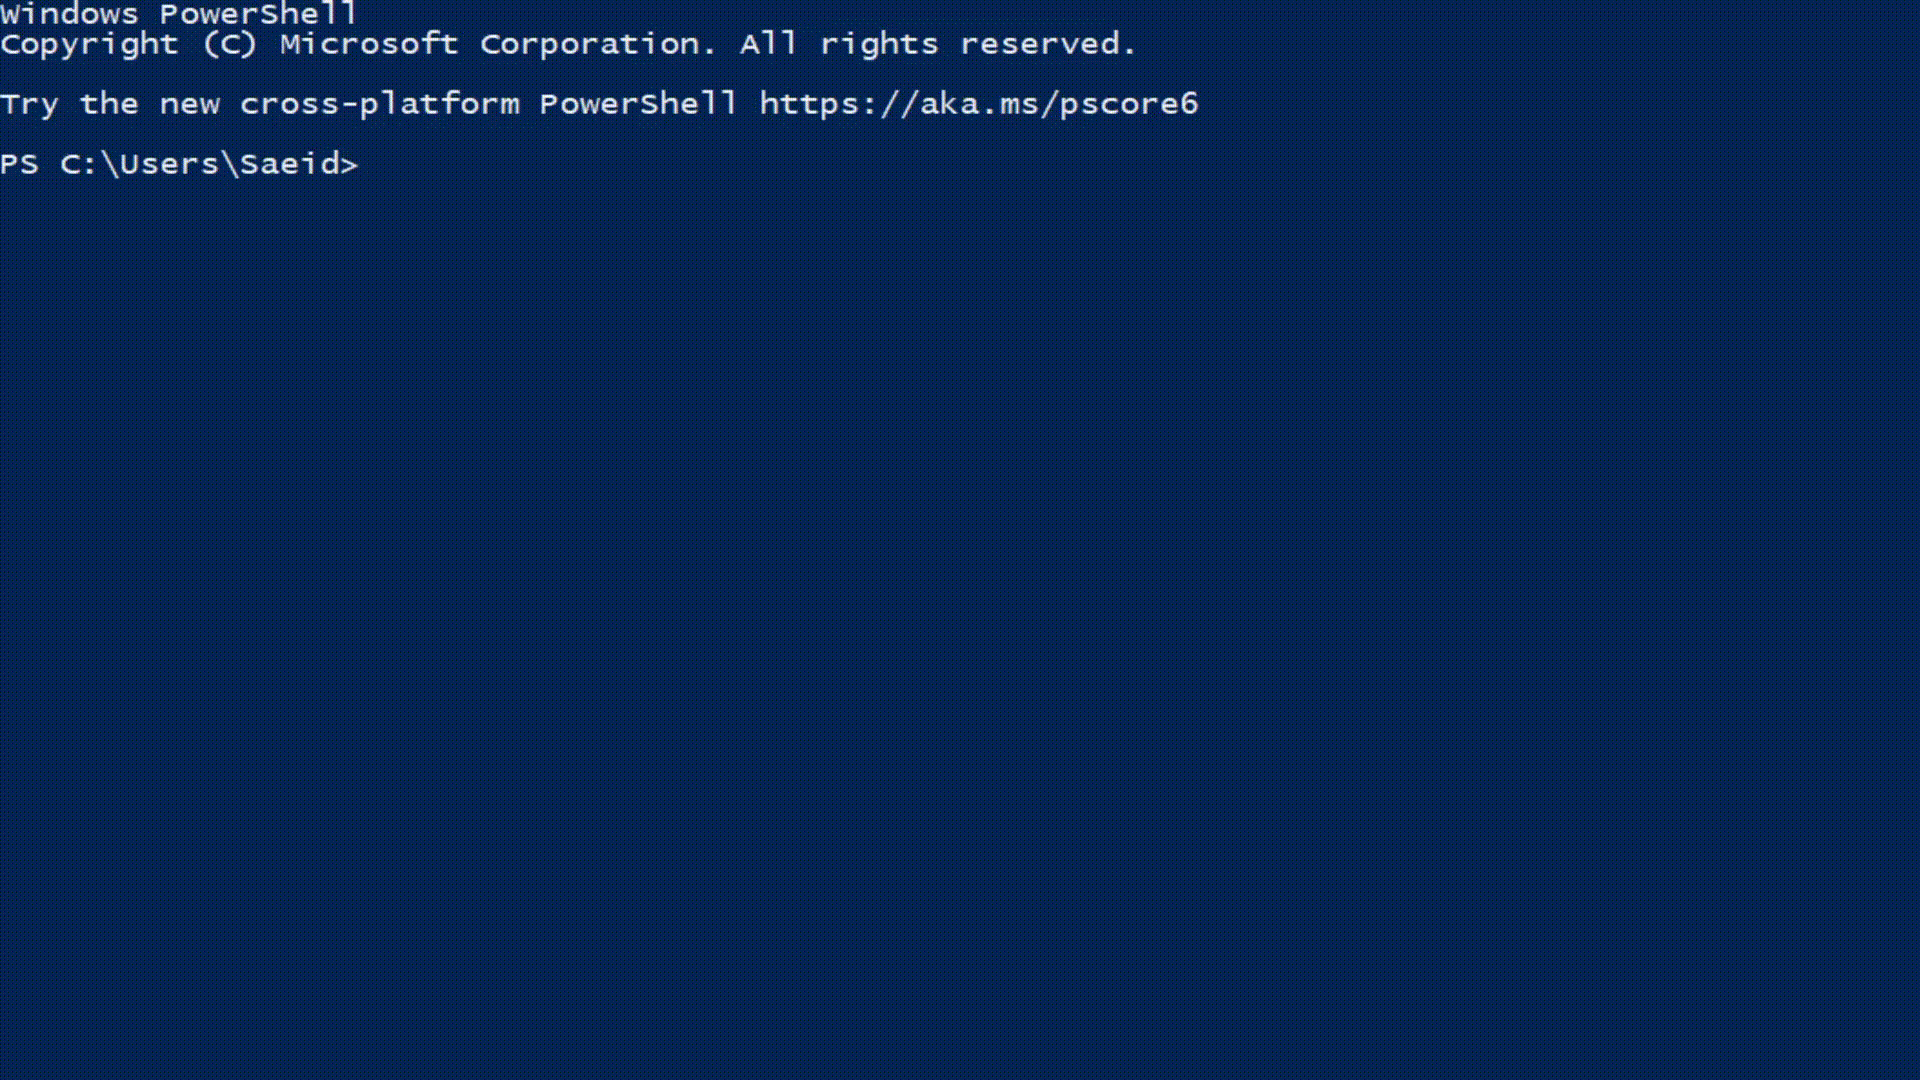 Windows PowerShell
Copyright (C) Microsoft Corporation. All rights reserved.
Try the new cross-platform PowerShell https://aka.ms/pscore6
PS C:\Users\Saeid>